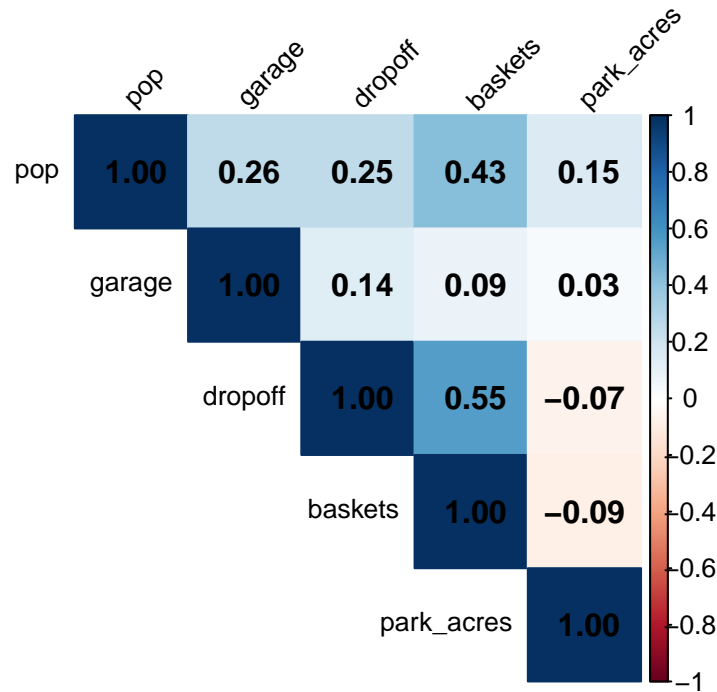 pop garage dropoff baskets park_acres
pop 1.00 0.26 0.25 0.43 0.15
garage 1.00 0.14 0.09 0.03
dropoff 1.00 0.55 −0.07
baskets 1.00 −0.09
park_acres 1.00
1
0.8
0.6
0.4
0.2
0
−0.2
−0.4
−0.6
−0.8
−1